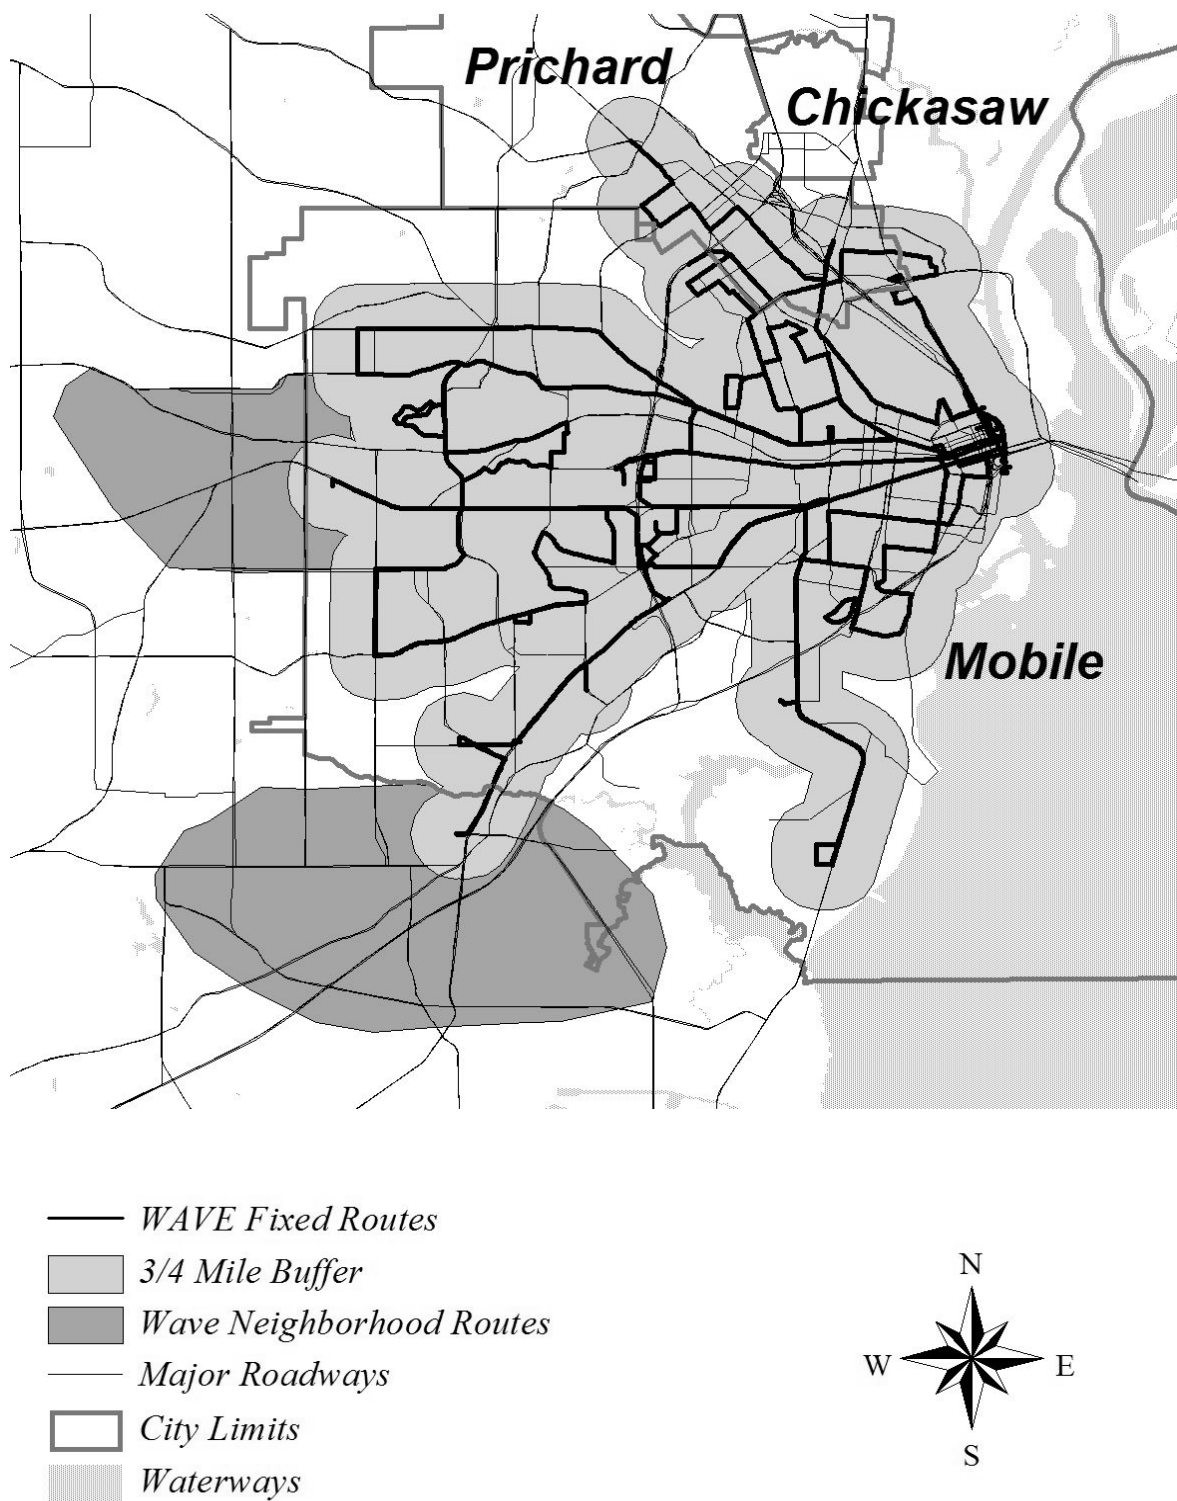 Prichard
Chickasaw
Mobile
WAVE Fixed Routes
3/4 Mile Buffer
Wave Neighborhood Routes
Major Roadways
City Limits
Waterways
N
W
E
S